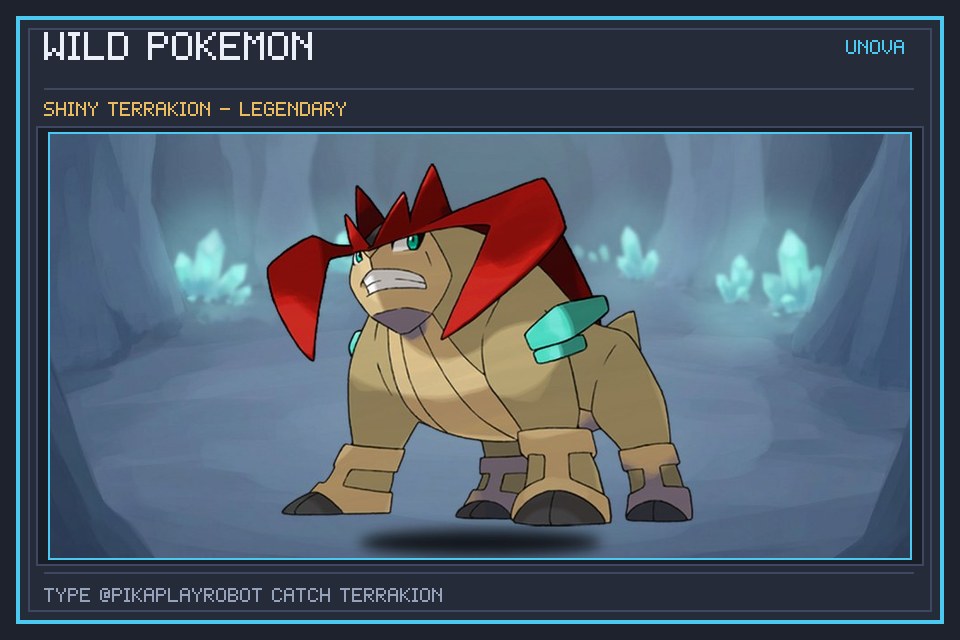 WILD POKEMON
UNOVA
SHINY TERRAKION - LEGENDARY
TYPE @PIKAPLAYROBOT CATCH TERRAKION